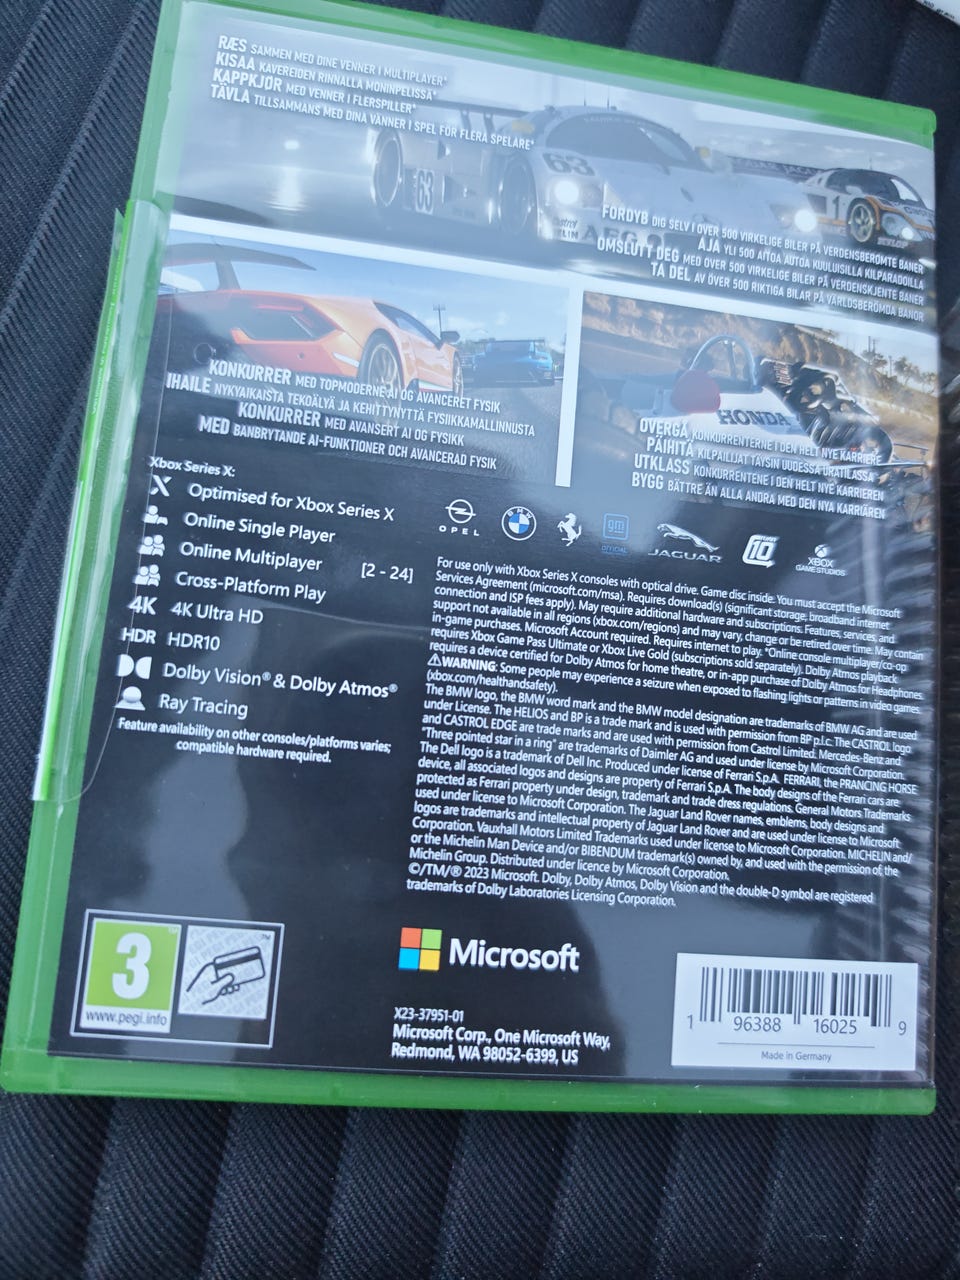 RÆS SAMMEN MED DINE VENNER I MULTIPLAYER*
KISAA KAVEREIDEN RINNALLA MONINPELISSÄ*
KAPPKJØR MED VENNER I FLERSPILLER*
TÄVLA TILLSAMMANS MED DINA VÄNNER I SPEL FÖR FLERA SPELARE*
63
63
1
FORDYB DIG SELV I OVER 500 VIRKELIGE BILER PÅ VERDENSBERØMTE BANER
AJA YLI 500 AITOA AUTOA KUULUISILLA KILPARADOILLA
OMSLUTT DEG MED OVER 500 VIRKELIGE BILER PÅ VERDENSKJENTE BANER
TA DEL AV ÖVER 500 RIKTIGA BILAR PÅ VÄRLDSBERÖMDA BANOR
KONKURRER MED TOPMODERNE AI OG AVANCERET FYSIK
IHAILE NYKYAIKAISTA TEKOÄLYÄ JA KEHITTYNYTTÄ FYSIIKKAMALLINNUSTA
KONKURRER MED AVANSERT AI OG FYSIKK
MED BANBRYTANDE AI-FUNKTIONER OCH AVANCERAD FYSIK
HONDA
OVERGÅ KONKURRENTERNE I DEN HELT NYE KARRIERE
PÄIHITÄ KILPAILIJAT TÄYSIN UUDESSA URATILASSA
UTKLASS KONKURRENTENE I DEN HELT NYE KARRIEREN
BYGG BÄTTRE ÄN ALLA ANDRA MED DEN NYA KARRIÄREN
Xbox Series X:
Optimised for Xbox Series X
Online Single Player
Online Multiplayer [2 - 24]
Cross-Platform Play
4K 4K Ultra HD
HDR HDR10
Dolby Vision® & Dolby Atmos®
Ray Tracing
Feature availability on other consoles/platforms varies;
compatible hardware required.
OPEL
BMW
gm
OFFICIAL
JAGUAR
10
XBOX
GAME STUDIOS
For use only with Xbox Series X consoles with optical drive. Game disc inside. You must accept the Microsoft
Services Agreement (microsoft.com/msa). Requires download(s) (significant storage, broadband internet
connection and ISP fees apply). May require additional hardware and subscriptions. Features, services, and
support not available in all regions (xbox.com/regions) and may vary, change or be retired over time. May contain
in-game purchases. Microsoft Account required. Requires internet to play. *Online console multiplayer/co-op
requires Xbox Game Pass Ultimate or Xbox Live Gold (subscriptions sold separately). Dolby Atmos playback
requires a device certified for Dolby Atmos for home theatre, or in-app purchase of Dolby Atmos for Headphones.
⚠WARNING: Some people may experience a seizure when exposed to flashing lights or patterns in video games.
(xbox.com/healthandsafety).
The BMW logo, the BMW word mark and the BMW model designation are trademarks of BMW AG and are used
under License. The HELIOS and BP is a trade mark and is used with permission from BP p.l.c. The CASTROL logo
and CASTROL EDGE are trade marks and are used with permission from Castrol Limited. Mercedes-Benz and
"Three pointed star in a ring" are trademarks of Daimler AG and used under license by Microsoft Corporation.
The Dell logo is a trademark of Dell Inc. Produced under license of Ferrari S.p.A. FERRARI, the PRANCING HORSE
device, all associated logos and designs are property of Ferrari S.p.A. The body designs of the Ferrari cars are
protected as Ferrari property under design, trademark and trade dress regulations. General Motors Trademarks
used under license to Microsoft Corporation. The Jaguar Land Rover names, emblems, body designs and
logos are trademarks and intellectual property of Jaguar Land Rover and are used under license to Microsoft
Corporation. Vauxhall Motors Limited Trademarks used under license to Microsoft Corporation. MICHELIN and/
or the Michelin Man Device and/or BIBENDUM trademark(s) owned by, and used with the permission of, the
Michelin Group. Distributed under licence by Microsoft Corporation.
©/TM/® 2023 Microsoft. Dolby, Dolby Atmos, Dolby Vision and the double-D symbol are registered
trademarks of Dolby Laboratories Licensing Corporation.
3
www.pegi.info
Microsoft
X23-37951-01
Microsoft Corp., One Microsoft Way,
Redmond, WA 98052-6399, US
1 96388 16025 9
Made in Germany